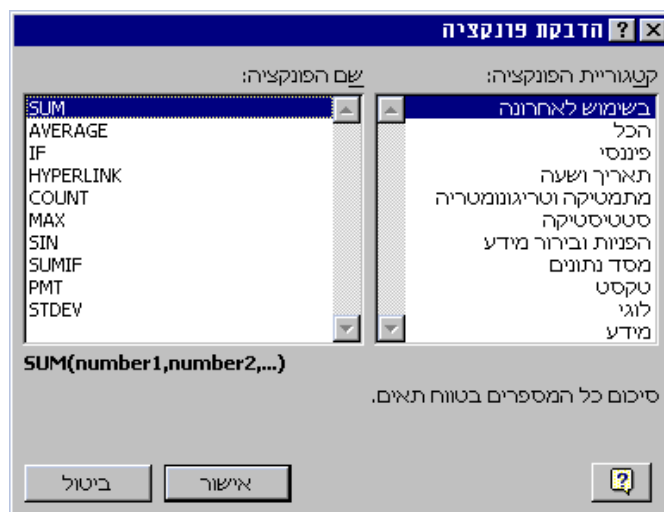 הדבקת פונקציה
קטגוריית הפונקציה:
בשימוש לאחרונה
הכל
פיננסי
תאריך ושעה
מתמטיקה וטריגונומטריה
סטטיסטיקה
הפניות ובירור מידע
מסד נתונים
טקסט
לוגי
מידע
שם הפונקציה:
SUM
AVERAGE
IF
HYPERLINK
COUNT
MAX
SIN
SUMIF
PMT
STDEV
SUM(number1,number2,...)
סיכום כל המספרים בטווח תאים.
אישור
ביטול